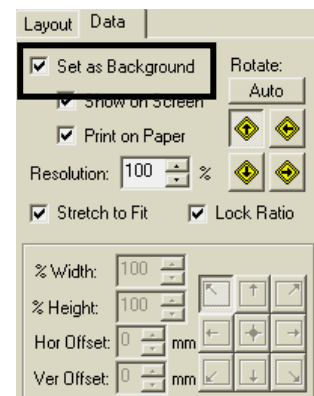 Layout Data
Set as Background Rotate:
Show on Screen Auto
Print on Paper
Resolution: 100 %
Stretch to Fit Lock Ratio
% Width: 100
% Height: 100
Hor Offset: 0 mm
Ver Offset: 0 mm